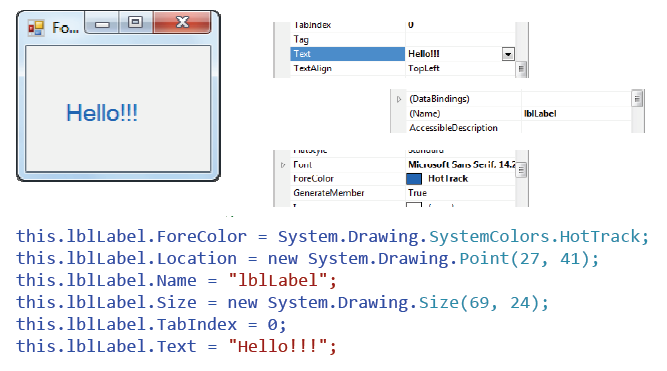 Fo...
Hello!!!
TabIndex 0
Tag
Text Hello!!!
TextAlign TopLeft
(DataBindings)
(Name) lblLabel
AccessibleDescription
Font Microsoft Sans Serif, 14.2
ForeColor HotTrack
GenerateMember True
this.lblLabel.ForeColor = System.Drawing.SystemColors.HotTrack;
this.lblLabel.Location = new System.Drawing.Point(27, 41);
this.lblLabel.Name = "lblLabel";
this.lblLabel.Size = new System.Drawing.Size(69, 24);
this.lblLabel.TabIndex = 0;
this.lblLabel.Text = "Hello!!!";